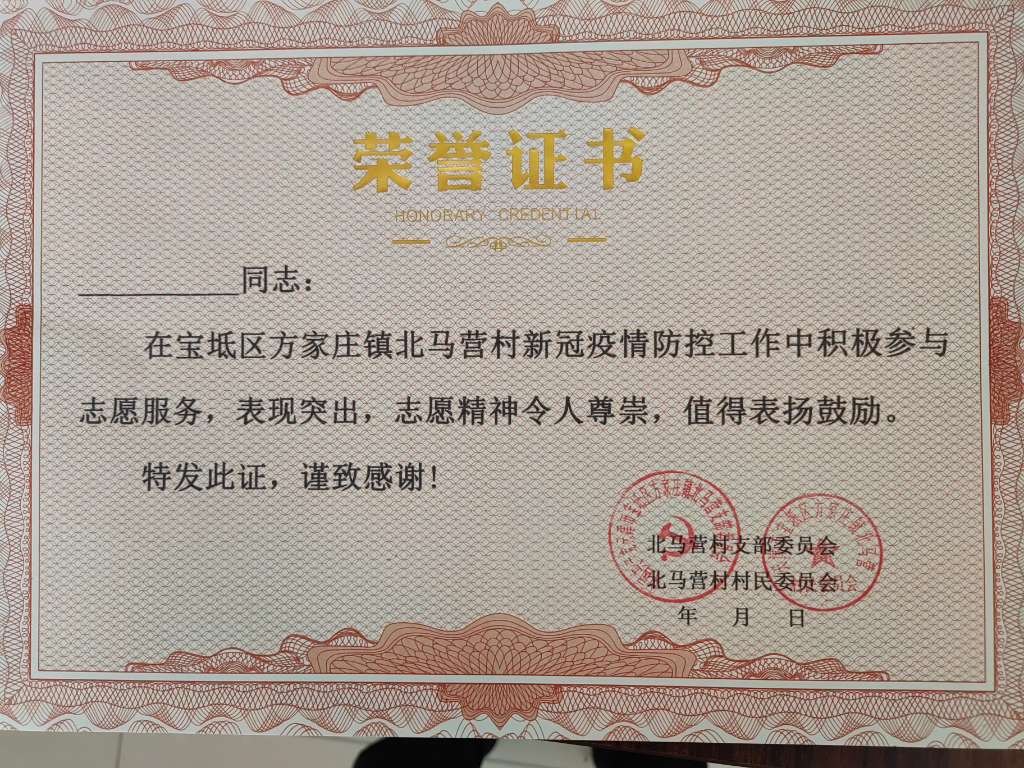 荣誉证书
HONORARY CREDENTIAL
同志：
在宝坻区方家庄镇北马营村新冠疫情防控工作中积极参与
志愿服务，表现突出，志愿精神令人尊崇，值得表扬鼓励。
特发此证，谨致感谢！
北马营村支部委员会
北马营村村民委员会
年 月 日